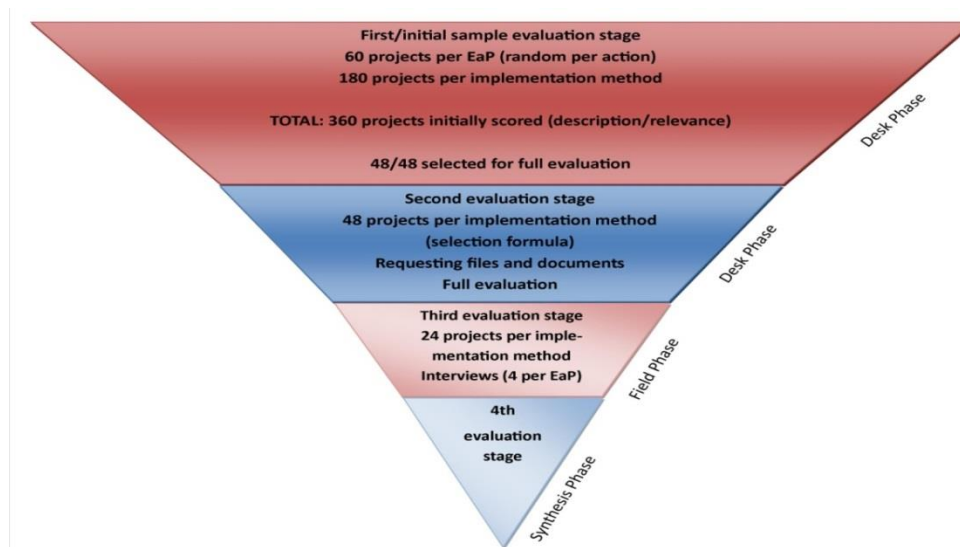 First/initial sample evaluation stage
60 projects per EaP (random per action)
180 projects per implementation method
TOTAL: 360 projects initially scored (description/relevance)
48/48 selected for full evaluation
Desk Phase
Second evaluation stage
48 projects per implementation method
(selection formula)
Requesting files and documents
Full evaluation
Desk Phase
Third evaluation stage
24 projects per imple-
mentation method
Interviews (4 per EaP)
Field Phase
4th
evaluation
stage
Synthesis Phase